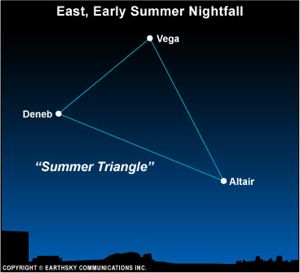 East, Early Summer Nightfall
Vega
Deneb
“Summer Triangle”
Altair
COPYRIGHT © EARTHSKY COMMUNICATIONS INC.